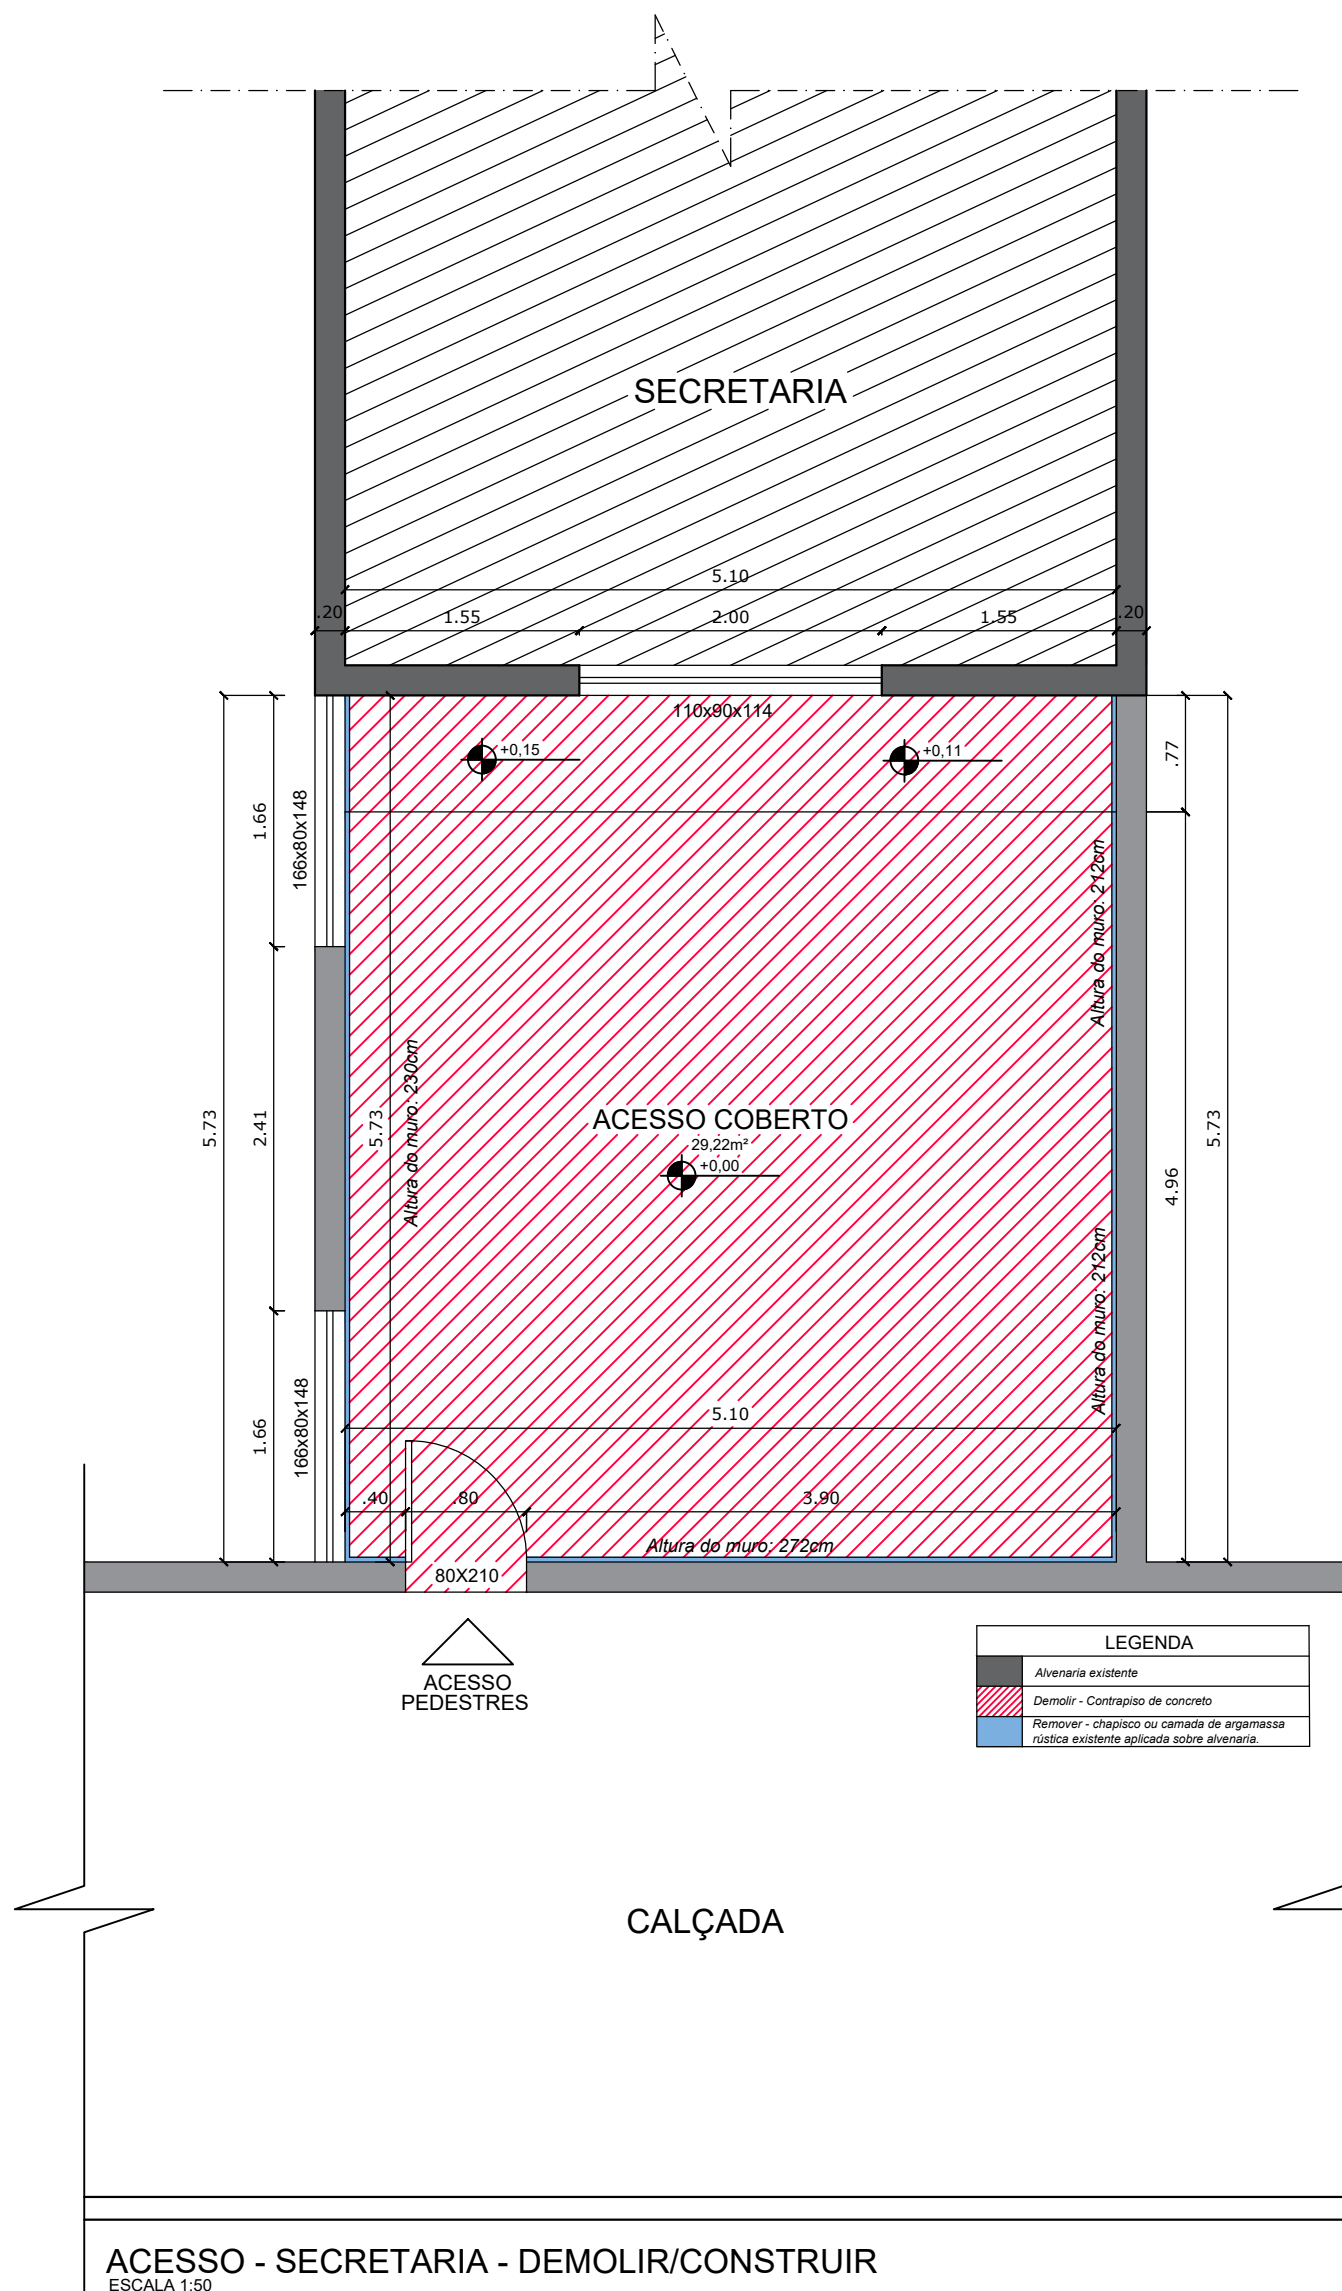 SECRETARIA
5.10
.20
1.55
2.00
1.55
.20
110x90x114
+0,15
+0,11
.77
1.66
166x80x148
Altura do muro: 212cm
Altura do muro: 230cm
5.73
2.41
5.73
ACESSO COBERTO
29,22m²
+0,00
5.73
4.96
Altura do muro: 212cm
1.66
166x80x148
5.10
.40
.80
3.90
Altura do muro: 272cm
80X210
ACESSO
PEDESTRES
LEGENDA
Alvenaria existente
Demolir - Contrapiso de concreto
Remover - chapisco ou camada de argamassa
rústica existente aplicada sobre alvenaria.
CALÇADA
ACESSO - SECRETARIA - DEMOLIR/CONSTRUIR
ESCALA 1:50